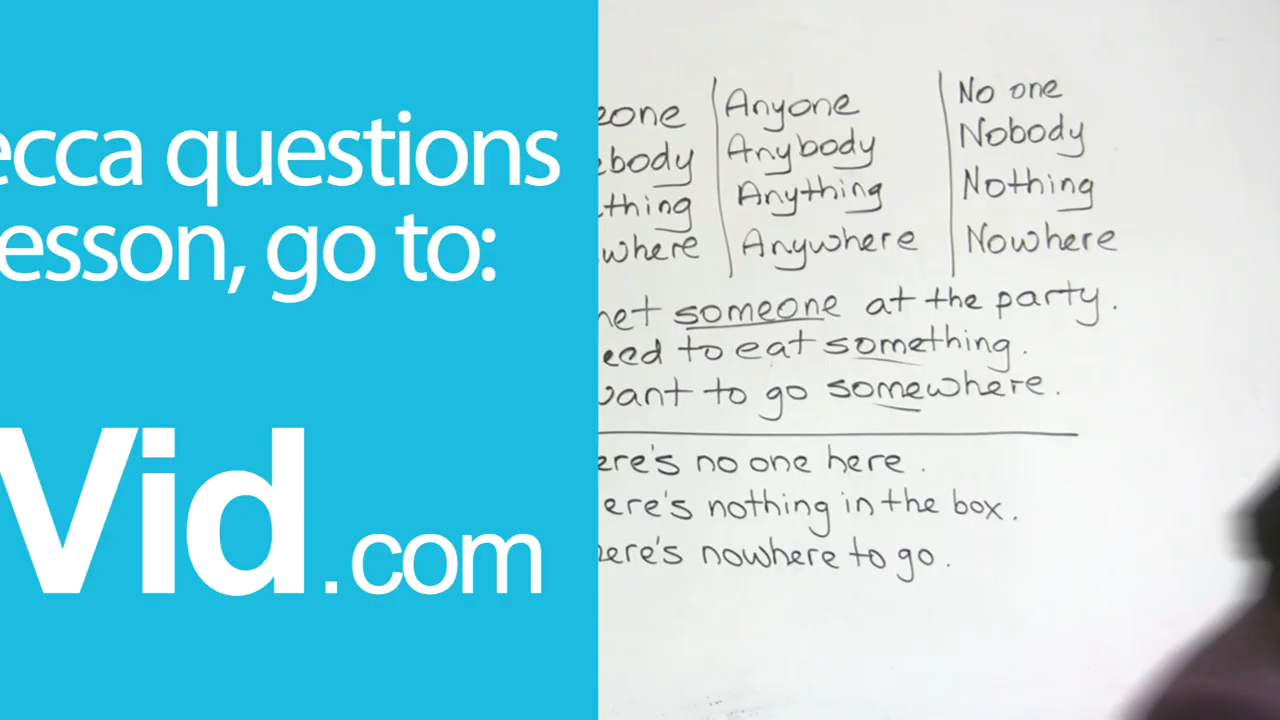 ecca questions
esson, go to:
Vid.com
eone Anyone No one
ebody Anybody Nobody
thing Anything Nothing
where Anywhere Nowhere
met someone at the party.
eed to eat something.
want to go somewhere.
ere's no one here.
ere's nothing in the box.
here's nowhere to go.